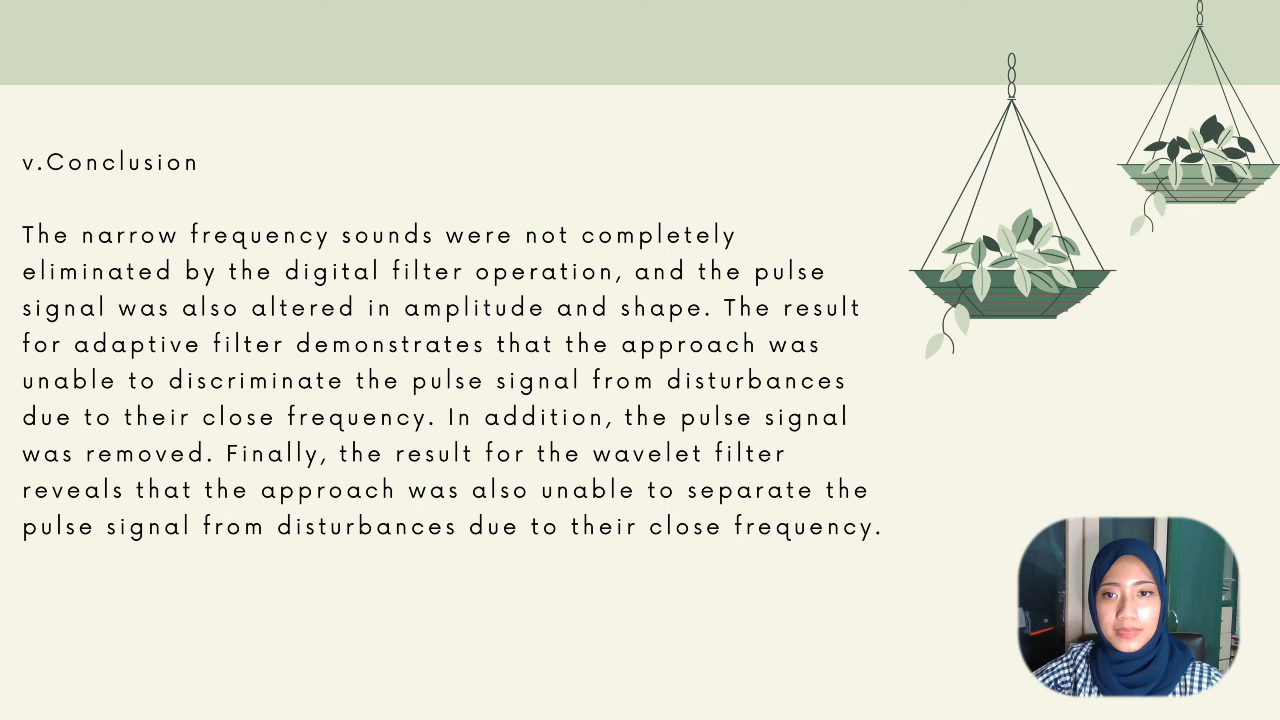 v.Conclusion
The narrow frequency sounds were not completely
eliminated by the digital filter operation, and the pulse
signal was also altered in amplitude and shape. The result
for adaptive filter demonstrates that the approach was
unable to discriminate the pulse signal from disturbances
due to their close frequency. In addition, the pulse signal
was removed. Finally, the result for the wavelet filter
reveals that the approach was also unable to separate the
pulse signal from disturbances due to their close frequency.